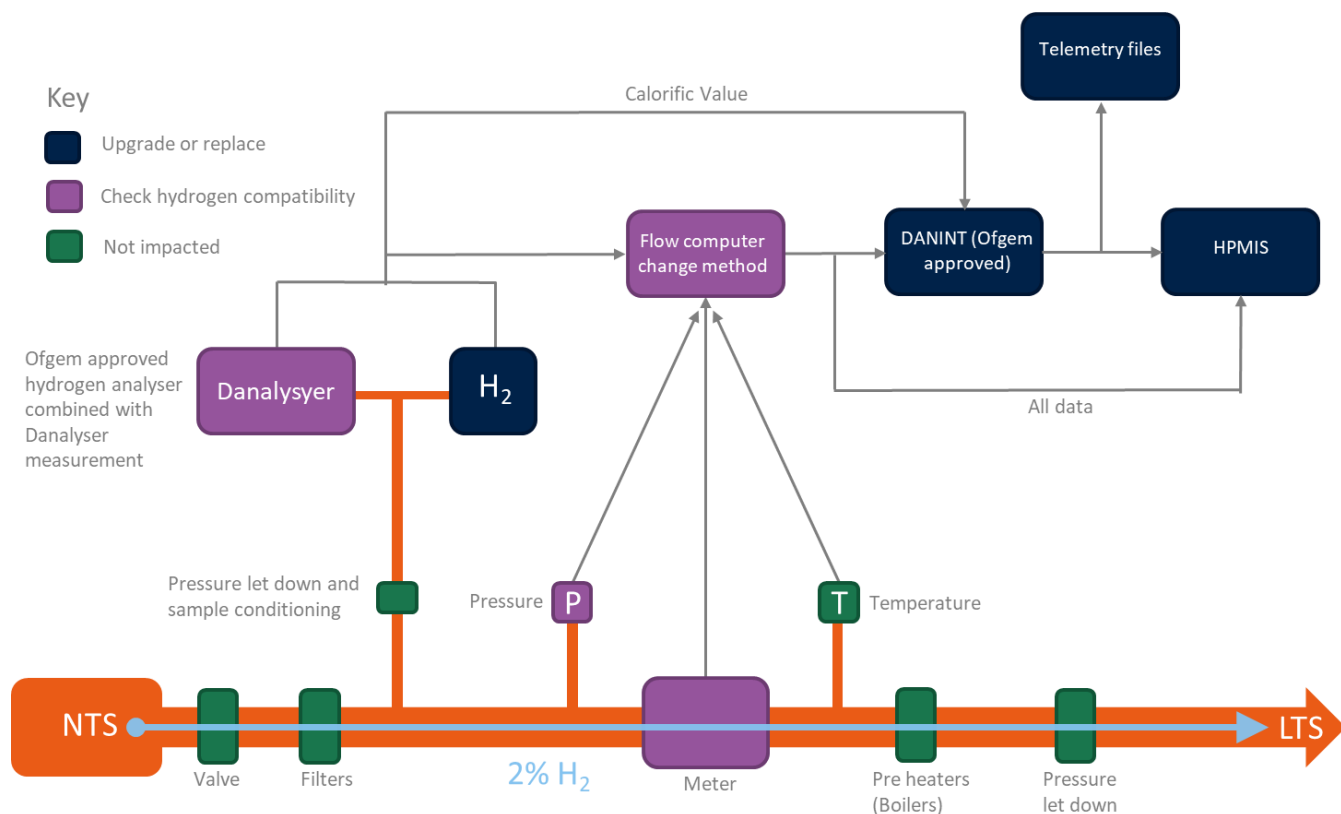 Telemetry files
Key
Calorific Value
Upgrade or replace
Check hydrogen compatibility
Not impacted
Flow computer
change method
DANINT (Ofgem
approved)
HPMIS
Ofgem approved
hydrogen analyser
combined with
Danalyser
measurement
Danalysyer
H₂
All data
Pressure let down and
sample conditioning
Pressure
P
T
Temperature
NTS
LTS
Valve
Filters
2% H₂
Meter
Pre heaters
(Boilers)
Pressure
let down